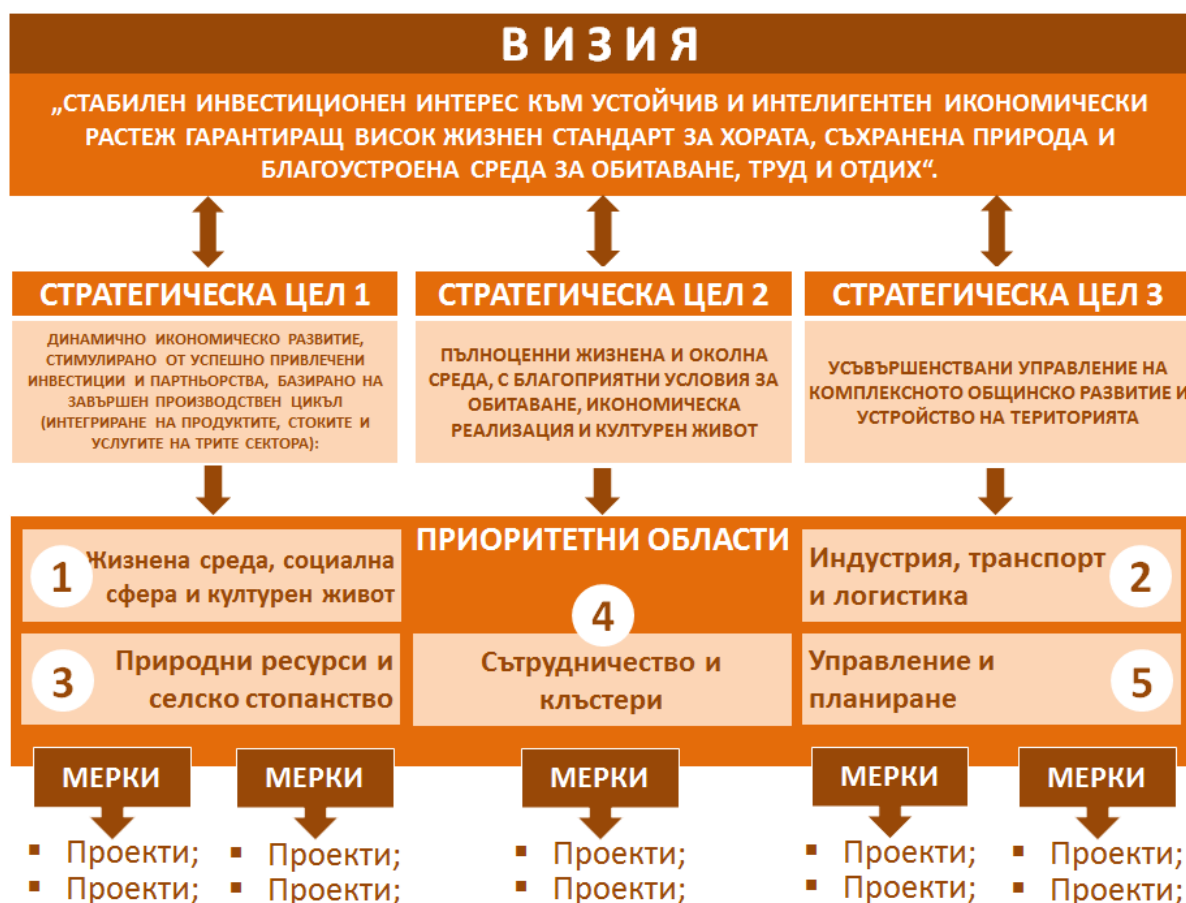 ВИЗИЯ
„СТАБИЛЕН ИНВЕСТИЦИОНЕН ИНТЕРЕС КЪМ УСТОЙЧИВ И ИНТЕЛИГЕНТЕН ИКОНОМИЧЕСКИ
РАСТЕЖ ГАРАНТИРАЩ ВИСОК ЖИЗНЕН СТАНДАРТ ЗА ХОРАТА, СЪХРАНЕНА ПРИРОДА И
БЛАГОУСТРОЕНА СРЕДА ЗА ОБИТАВАНЕ, ТРУД И ОТДИХ“.
СТРАТЕГИЧЕСКА ЦЕЛ 1
ДИНАМИЧНО ИКОНОМИЧЕСКО РАЗВИТИЕ,
СТИМУЛИРАНО ОТ УСПЕШНО ПРИВЛЕЧЕНИ
ИНВЕСТИЦИИ И ПАРТНЬОРСТВА, БАЗИРАНО НА
ЗАВЪРШЕН ПРОИЗВОДСТВЕН ЦИКЪЛ
(ИНТЕГРИРАНЕ НА ПРОДУКТИТЕ, СТОКИТЕ И
УСЛУГИТЕ НА ТРИТЕ СЕКТОРА):
СТРАТЕГИЧЕСКА ЦЕЛ 2
ПЪЛНОЦЕННИ ЖИЗНЕНА И ОКОЛНА
СРЕДА, С БЛАГОПРИЯТНИ УСЛОВИЯ ЗА
ОБИТАВАНЕ, ИКОНОМИЧЕСКА
РЕАЛИЗАЦИЯ И КУЛТУРЕН ЖИВОТ
СТРАТЕГИЧЕСКА ЦЕЛ 3
УСЪВЪРШЕНСТВАНИ УПРАВЛЕНИЕ НА
КОМПЛЕКСНОТО ОБЩИНСКО РАЗВИТИЕ И
УСТРОЙСТВО НА ТЕРИТОРИЯТА
ПРИОРИТЕТНИ ОБЛАСТИ
1
Жизнена среда, социална
сфера и културен живот
Индустрия, транспорт
и логистика
2
3
Природни ресурси и
селско стопанство
4
Сътрудничество и
клъстери
Управление и
планиране
5
МЕРКИ
▪ Проекти;
▪ Проекти;
МЕРКИ
▪ Проекти;
▪ Проекти;
МЕРКИ
▪ Проекти;
▪ Проекти;
МЕРКИ
▪ Проекти;
▪ Проекти;
МЕРКИ
▪ Проекти;
▪ Проекти;